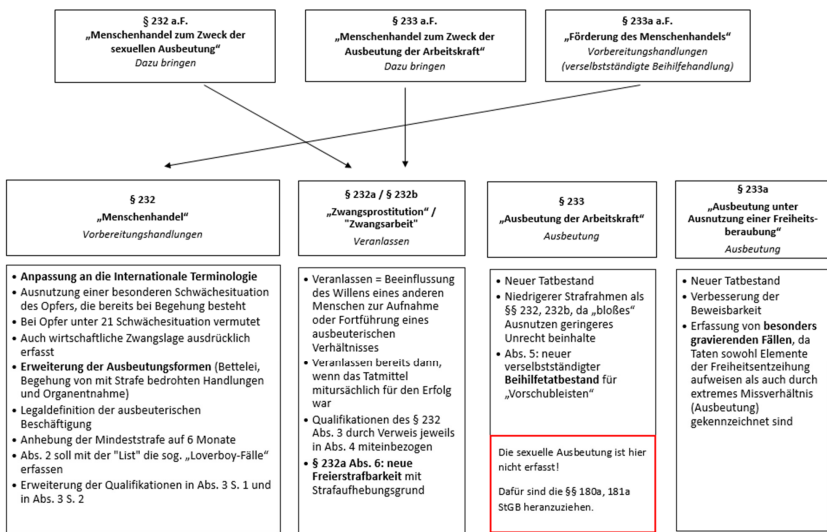 § 232 a.F.
„Menschenhandel zum Zweck der
sexuellen Ausbeutung“
Dazu bringen
§ 233 a.F.
„Menschenhandel zum Zweck der
Ausbeutung der Arbeitskraft“
Dazu bringen
§ 233a a.F.
„Förderung des Menschenhandels“
Vorbereitungshandlungen
(verselbstständigte Beihilfehandlung)
§ 232
„Menschenhandel“
Vorbereitungshandlungen
• Anpassung an die Internationale Terminologie
• Ausnutzung einer besonderen Schwächesituation
des Opfers, die bereits bei Begehung besteht
• Bei Opfer unter 21 Schwächesituation vermutet
• Auch wirtschaftliche Zwangslage ausdrücklich
erfasst
• Erweiterung der Ausbeutungsformen (Bettelei,
Begehung von mit Strafe bedrohten Handlungen
und Organentnahme)
• Legaldefinition der ausbeuterischen
Beschäftigung
• Anhebung der Mindeststrafe auf 6 Monate
• Abs. 2 soll mit der "List" die sog. „Loverboy-Fälle“
erfassen
• Erweiterung der Qualifikationen in Abs. 3 S. 1 und
in Abs. 3 S. 2
§ 232a / § 232b
„Zwangsprostitution“ /
"Zwangsarbeit"
Veranlassen
• Veranlassen = Beeinflussung
des Willens eines anderen
Menschen zur Aufnahme
oder Fortführung eines
ausbeuterischen
Verhältnisses
• Veranlassen bereits dann,
wenn das Tatmittel
mitursächlich für den Erfolg
war
• Qualifikationen des § 232
Abs. 3 durch Verweis jeweils
in Abs. 4 miteinbezogen
• § 232a Abs. 6: neue
Freierstrafbarkeit mit
Strafaufhebungsgrund
§ 233
„Ausbeutung der Arbeitskraft“
Ausbeutung
• Neuer Tatbestand
• Niedrigerer Strafrahmen als
§§ 232, 232b, da „bloßes“
Ausnutzen geringeres
Unrecht beinhalte
• Abs. 5: neuer
verselbstständigter
Beihilfetatbestand für
„Vorschubleisten“
Die sexuelle Ausbeutung ist hier
nicht erfasst!
Dafür sind die §§ 180a, 181a
StGB heranzuziehen.
§ 233a
„Ausbeutung unter
Ausnutzung einer Freiheits-
beraubung“
Ausbeutung
• Neuer Tatbestand
• Verbesserung der
Beweisbarkeit
• Erfassung von besonders
gravierenden Fällen, da
Taten sowohl Elemente
der Freiheitsentzeihung
aufweisen als auch durch
extremes Missverhältnis
(Ausbeutung)
gekennzeichnet sind